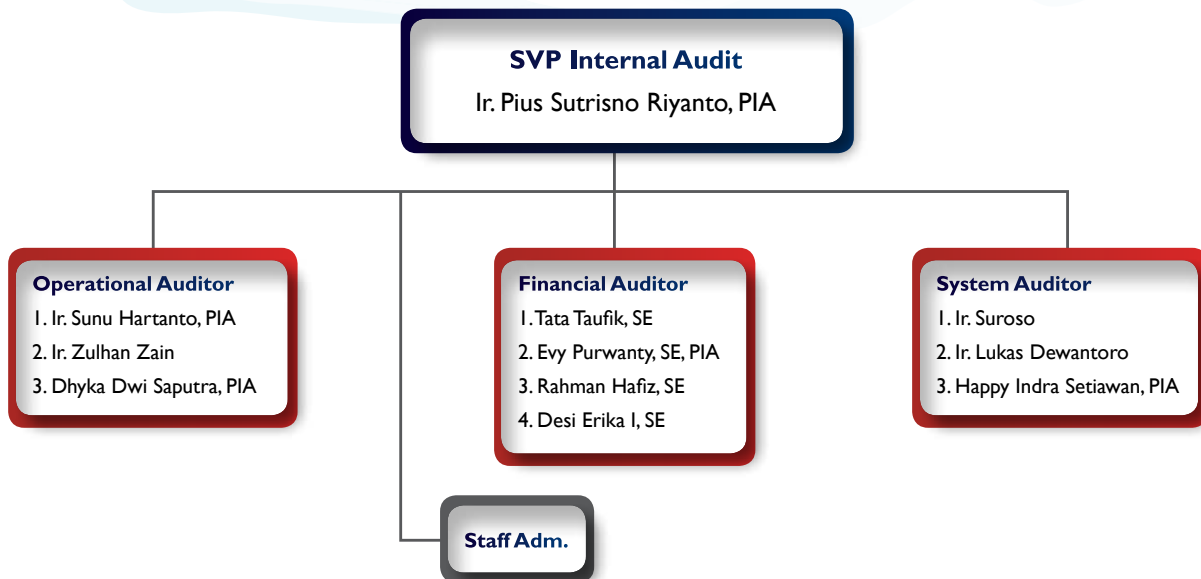 SVP Internal Audit
Ir. Pius Sutrisno Riyanto, PIA
Operational Auditor
1. Ir. Sunu Hartanto, PIA
2. Ir. Zulhan Zain
3. Dhyka Dwi Saputra, PIA
Financial Auditor
1. Tata Taufik, SE
2. Evy Purwanty, SE, PIA
3. Rahman Hafiz, SE
4. Desi Erika I, SE
System Auditor
1. Ir. Suroso
2. Ir. Lukas Dewantoro
3. Happy Indra Setiawan, PIA
Staff Adm.